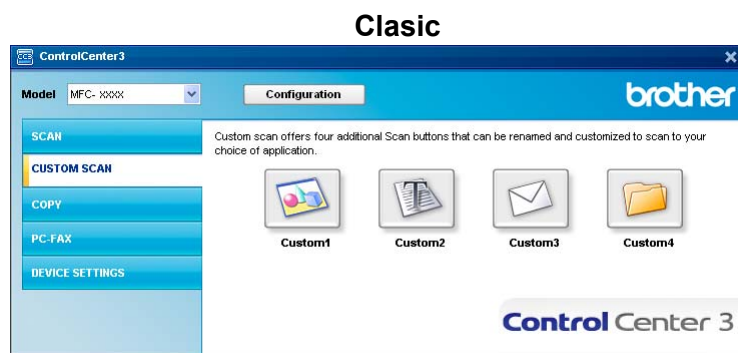 Clasic
ControlCenter3
Model MFC- XXXX Configuration brother
SCAN
CUSTOM SCAN
COPY
PC-FAX
DEVICE SETTINGS
Custom scan offers four additional Scan buttons that can be renamed and customized to scan to your
choice of application.
Custom1 Custom2 Custom3 Custom4
Control Center 3